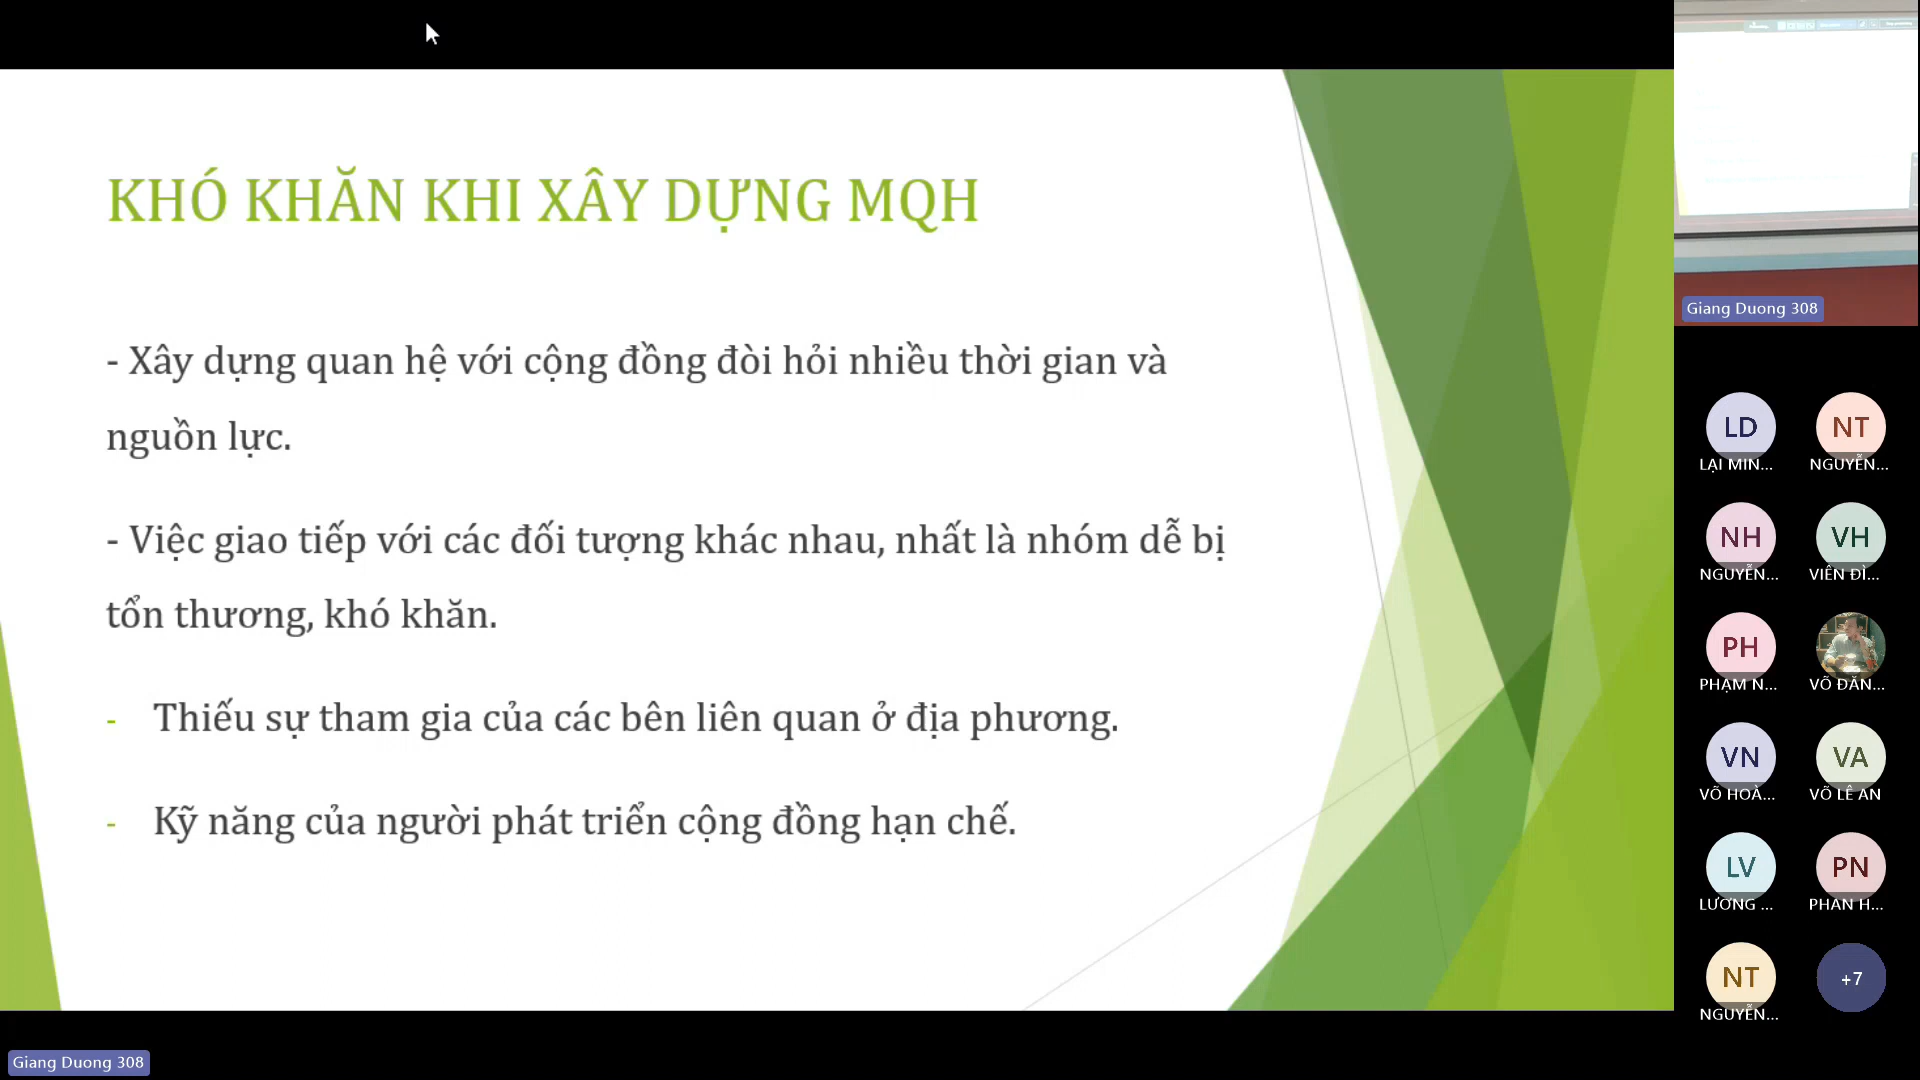 KHÓ KHĂN KHI XÂY DỰNG MQH
- Xây dựng quan hệ với cộng đồng đòi hỏi nhiều thời gian và
nguồn lực.
- Việc giao tiếp với các đối tượng khác nhau, nhất là nhóm dễ bị
tổn thương, khó khăn.
- Thiếu sự tham gia của các bên liên quan ở địa phương.
- Kỹ năng của người phát triển cộng đồng hạn chế.
Giang Duong 308
Giang Duong 308
LD
LẠI MIN...
NT
NGUYỄN...
NH
NGUYỄN...
VH
VIÊN ĐÌ...
PH
PHẠM N...
VÕ ĐĂN...
VN
VÕ HOÀ...
VA
VÕ LÊ AN
LV
LƯƠNG ...
PN
PHAN H...
NT
NGUYỄN...
+7